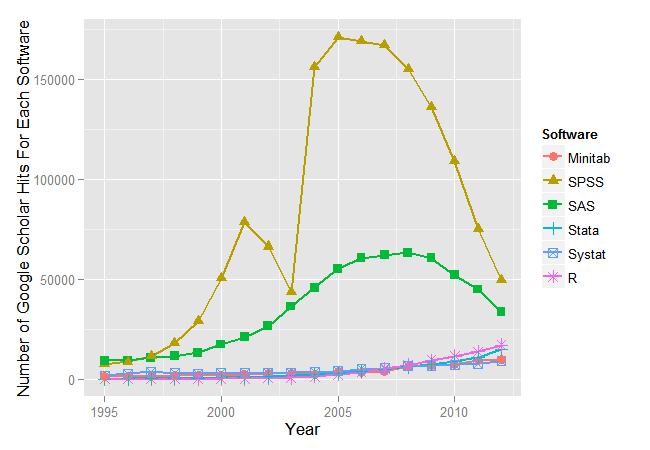 Number of Google Scholar Hits For Each Software
150000
100000
50000
0
1995
2000
2005
2010
Year
Software
Minitab
SPSS
SAS
Stata
Systat
R